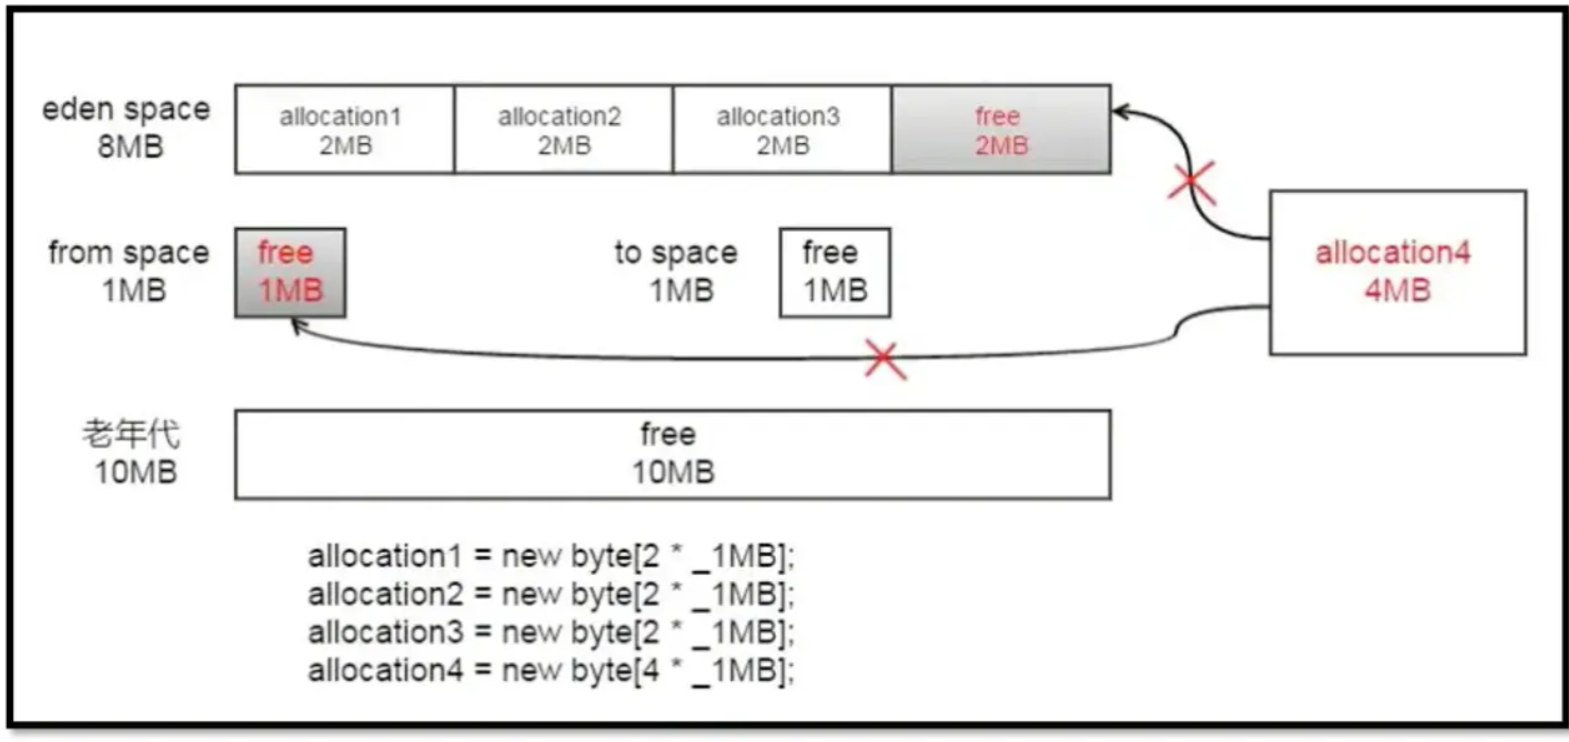 eden space
8MB
allocation1
2MB
allocation2
2MB
allocation3
2MB
free
2MB
from space
1MB
free
1MB
to space
1MB
free
1MB
allocation4
4MB
老年代
10MB
free
10MB
allocation1 = new byte[2 * _1MB];
allocation2 = new byte[2 * _1MB];
allocation3 = new byte[2 * _1MB];
allocation4 = new byte[4 * _1MB];